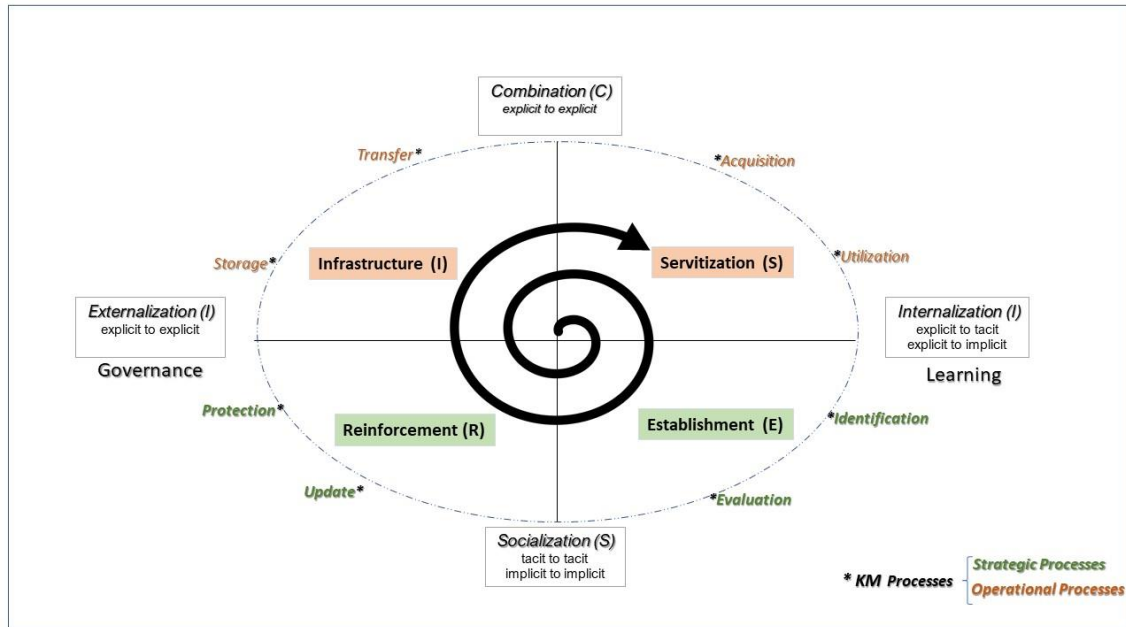 Combination (C)
explicit to explicit
Transfer*
*Acquisition
Storage*
Infrastructure (I)
Servitization (S)
*Utilization
Externalization (I)
explicit to explicit
Governance
Internalization (I)
explicit to tacit
explicit to implicit
Learning
Protection*
Reinforcement (R)
Establishment (E)
*Identification
Update*
*Evaluation
Socialization (S)
tacit to tacit
implicit to implicit
* KM Processes
Strategic Processes
Operational Processes